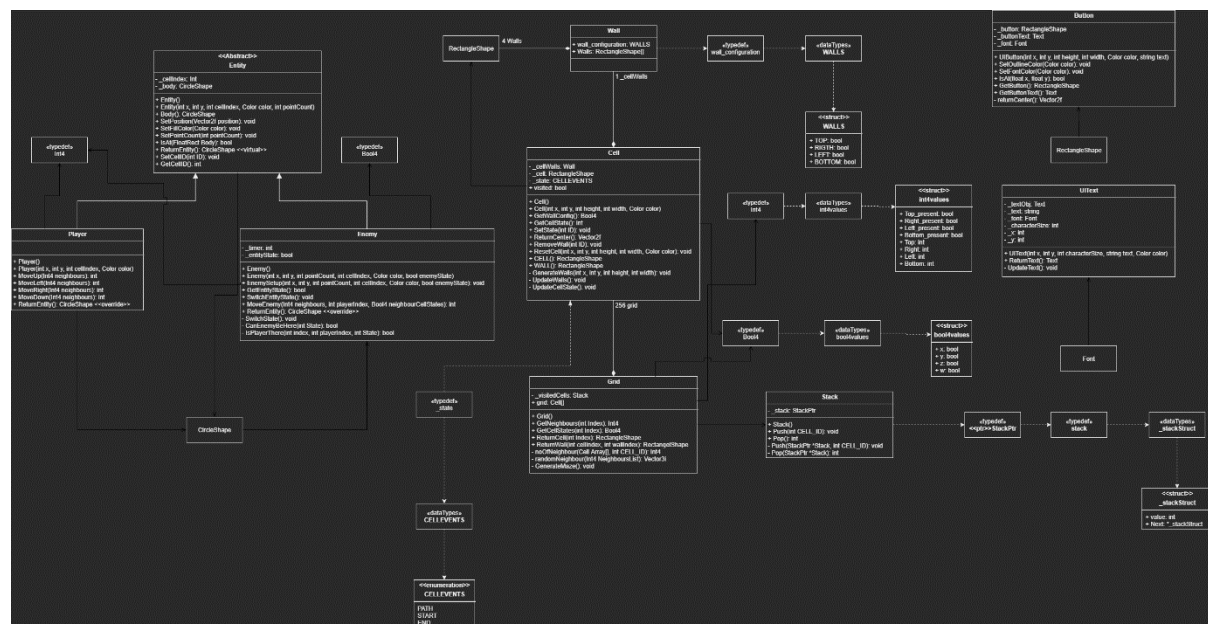 <<Abstract>>
Entity
- _cellIndex: Int
- _body: CircleShape
+ Entity()
+ Entity(int x, int y, int cellIndex, Color color, int pointCount)
+ Body(): CircleShape
+ SetPosition(Vector2f position): void
+ SetFillColor(Color color): void
+ SetPointCount(int pointCount): void
+ IsAt(FloatRect Body): bool
+ ReturnEntity(): CircleShape <<virtual>>
+ SetCellID(int ID): void
+ GetCellID(): int
«typedef»
Int4
«typedef»
Bool4
Player
+ Player()
+ Player(int x, int y, int cellIndex, Color color)
+ MoveUp(Int4 neighbours): int
+ MoveLeft(Int4 neighbours): int
+ MoveRight(Int4 neighbours): int
+ MoveDown(Int4 neighbours): int
+ ReturnEntity(): CircleShape <<override>>
Enemy
- _timer: int
- _entityState: bool
+ Enemy()
+ Enemy(int x, int y, int pointCount, int cellIndex, Color color, bool enemyState)
+ EnemySetup(int x, int y, int pointCount, int cellIndex, Color color, bool enemyState): void
+ GetEntityState(): bool
+ SwitchEntityState(): void
+ MoveEnemy(Int4 neighbours, int playerIndex, Bool4 neighbourCellStates): int
+ ReturnEntity(): CircleShape <<override>>
- SwitchState(): void
CanEnemyBeHere(int State): bool
IsPlayerThere(int index, int playerIndex, int State): bool
CircleShape
RectangleShape
4 Walls
Wall
+ wall_configuration: WALLS
+ Walls: RectangleShape[]
1 _cellWalls
«typedef»
wall_configuration
«dataTypes»
WALLS
<<struct>>
WALLS
+ TOP: bool
+ RIGTH: bool
+ LEFT: bool
+ BOTTOM: bool
Cell
- _cellWalls: Wall
- _cell: RectangleShape
- _state: CELLEVENTS
+ visited: bool
+ Cell()
+ Cell(int x, int y, int height, int width, Color color)
+ GetWallConfig(): Bool4
+ GetCellState(): int
+ SetState(int ID): void
+ ReturnCenter(): Vector2f
+ RemoveWall(int ID): void
+ ResetCell(int x, int y, int height, int width, Color color): void
+ CELL(): RectangleShape
+ WALL(): RectangleShape
- GenerateWalls(int x, int y, int height, int width): void
- UpdateWalls(): void
- UpdateCellState(): void
256 grid
Grid
- _visitedCells: Stack
+ grid: Cell[]
+ Grid()
+ GetNeighbours(int Index): Int4
+ GetCellStates(int Index): Bool4
+ ReturnCell(int Index): RectangleShape
+ ReturnWall(int cellIndex, int wallIndex): RectangelShape
- noOfNeighbour(Cell Array[], int CELL_ID): Int4
- randomNeighbour(Int4 NeighboursList): Vector3i
- GenerateMaze(): void
«typedef»
_state
«dataTypes»
CELLEVENTS
<<enumeration>>
CELLEVENTS
PATH
START
END
«typedef»
Int4
«dataTypes»
int4values
<<struct>>
int4values
+ Top_present: bool
+ Right_present: bool
+ Left_present: bool
+ Bottom_present: bool
+ Top: int
+ Right: int
+ Left: int
+ Bottom: int
«typedef»
Bool4
«dataTypes»
bool4values
<<struct>>
bool4values
+ x: bool
+ y: bool
+ z: bool
+ w: bool
Stack
- _stack: StackPtr
+ Stack()
+ Push(int CELL_ID): void
+ Pop(): int
- Push(StackPtr *Stack, int CELL_ID): void
- Pop(StackPtr *Stack): int
«typedef»
<<ptr>>StackPtr
«typedef»
stack
«dataTypes»
_stackStruct
<<struct>>
_stackStruct
+ value: int
+ Next: *_stackStruct
Button
- _button: RectangleShape
- _buttonText: Text
- _font: Font
+ UIButton(int x, int y, int height, int width, Color color, string text)
+ SetOutlineColor(Color color): void
+ SetFontColor(Color color): void
+ IsAt(float x, float y): bool
+ GetButton(): RectangleShape
+ GetButtonText(): Text
- returnCenter(): Vector2f
RectangleShape
UIText
- _textObj: Text
- _text: string
- _font: Font
- _characterSize: int
- _x: int
- _y: int
+ UIText(int x, int y, int characterSize, string text, Color color)
+ ReturnText(): Text
- UpdateText(): void
Font